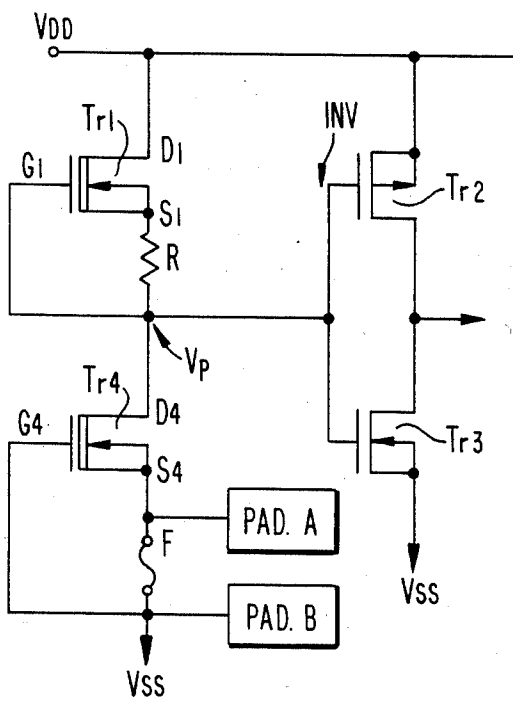 VDD
Tr1
D1
INV
G1
Tr2
S1
R
VP
Tr4
D4
G4
Tr3
S4
PAD. A
F
VSS
PAD. B
VSS